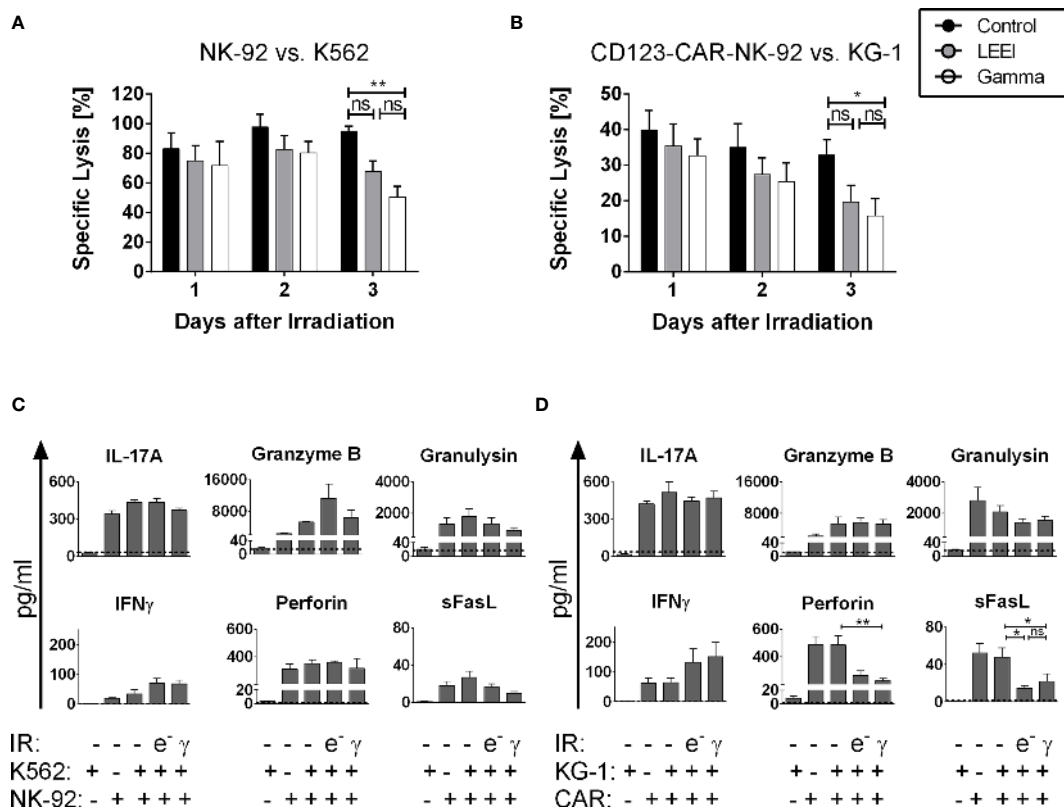 A
NK-92 vs. K562
Specific Lysis [%]
120
100
80
60
40
20
0
**
ns ns
1 2 3
Days after Irradiation
B
CD123-CAR-NK-92 vs. KG-1
Specific Lysis [%]
50
40
30
20
10
0
*
ns ns
1 2 3
Days after Irradiation
Control
LEEI
Gamma
C
pg/ml
IL-17A
600
300
0
Granzyme B
16000
8000
40
0
Granulysin
4000
2000
40
0
IFNγ
200
100
0
Perforin
600
400
200
20
0
sFasL
80
40
0
IR: - - - e⁻ γ - - - e⁻ γ - - - e⁻ γ
K562: + - + + + + - + + + + - + + +
NK-92: - + + + + - + + + + - + + + +
D
pg/ml
IL-17A
600
300
0
Granzyme B
16000
8000
40
0
Granulysin
4000
2000
40
0
IFNγ
200
100
0
Perforin
600
400
200
20
0
**
sFasL
80
40
0
*
* ns
IR: - - - e⁻ γ - - - e⁻ γ - - - e⁻ γ
KG-1: + - + + + + - + + + + - + + +
CAR: - + + + + - + + + + - + + + +